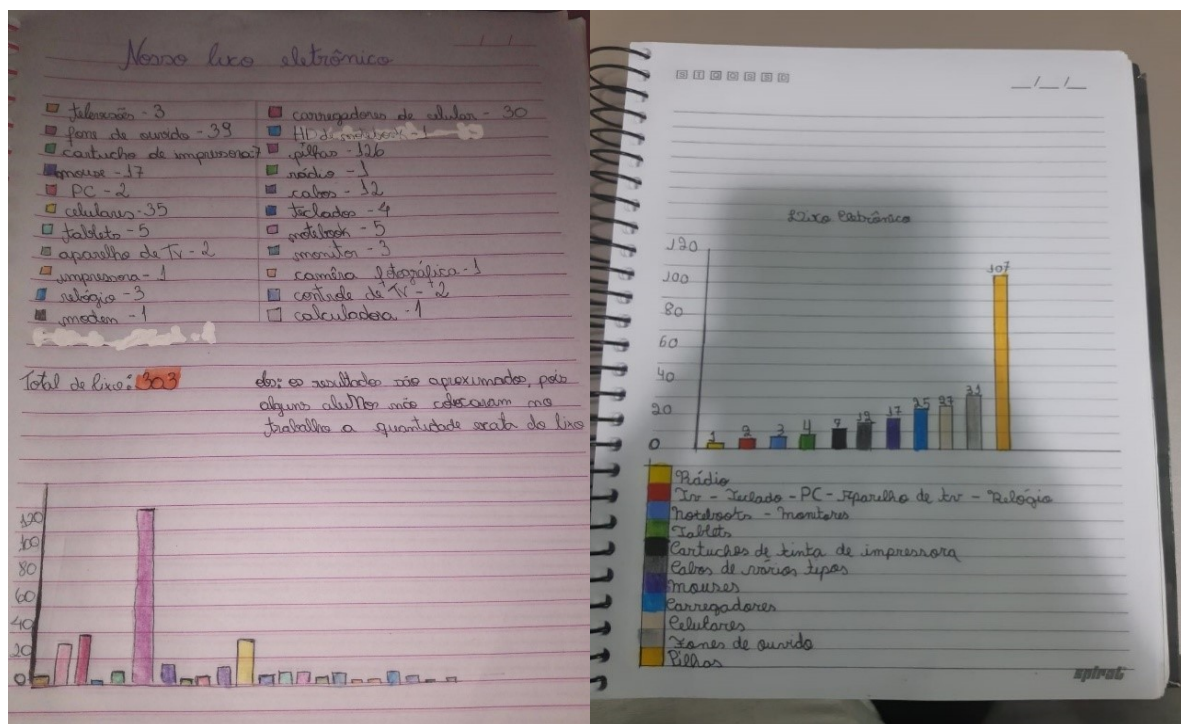 Nosso lixo eletrônico
televisão - 3
fone de ouvido - 39
cartucho de impressora: 7
mouse - 17
PC - 2
celulares - 35
tablets - 5
aparelho de Tv - 2
impressora - 1
relógio - 3
modem - 1
carregadores de celular - 30
pilhas - 126
rádio - 1
cabos - 12
teclados - 4
notebook - 5
monitor - 3
camêra fotográfica - 1
controle de Tv - 2
calculadora - 1
Total de lixo: 303
obs: os resultados são aproximados, pois
alguns alunos não colocaram no
trabalho a quantidade exata do lixo
120
100
80
60
40
20
0
__/__/__
Lixo Eletrônico
120
100
80
60
40
20
0
1
2
3
4
7
12
17
25
27
107
Rádio
Tv - Teclado - PC - Aparelho de tv - Relógio
Notebooks - Monitores
Tablets
Cartuchos de tinta de impressora
Cabos de vários tipos
Mouses
Carregadores
Celulares
Fones de ouvido
Pilhas
spiral